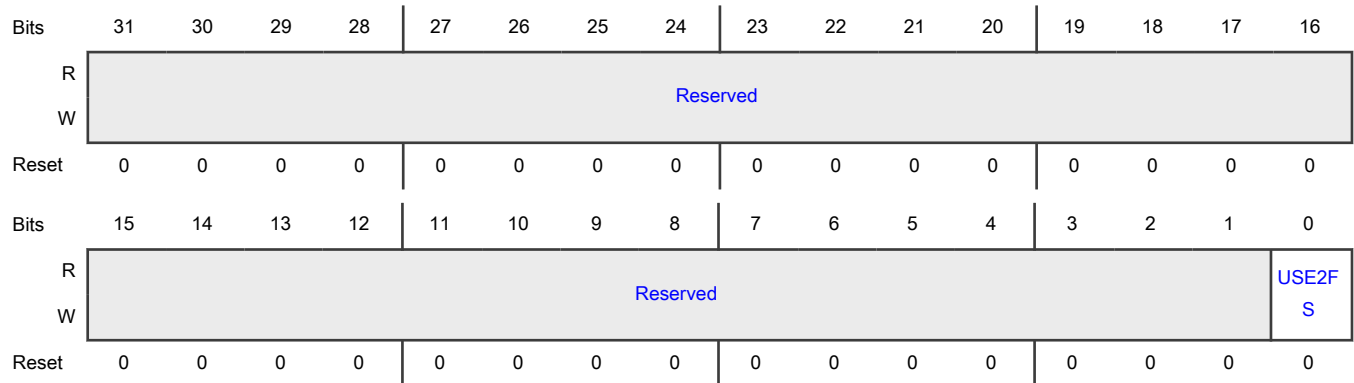 Bits 31 30 29 28 27 26 25 24 23 22 21 20 19 18 17 16
R
Reserved
W
Reset 0 0 0 0 0 0 0 0 0 0 0 0 0 0 0 0
Bits 15 14 13 12 11 10 9 8 7 6 5 4 3 2 1 0
R
Reserved
USE2F
S
W
Reset 0 0 0 0 0 0 0 0 0 0 0 0 0 0 0 0